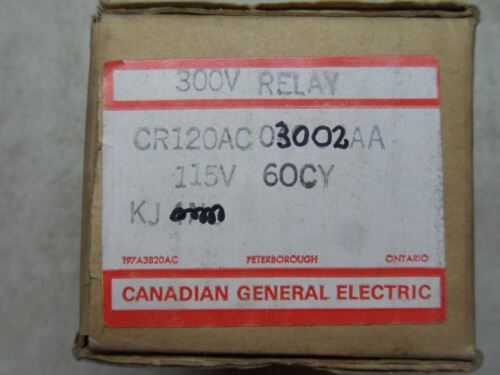 300V RELAY
CR120AC03002AA
115V 60CY
KJ
197A3820AC PETERBOROUGH ONTARIO
CANADIAN GENERAL ELECTRIC